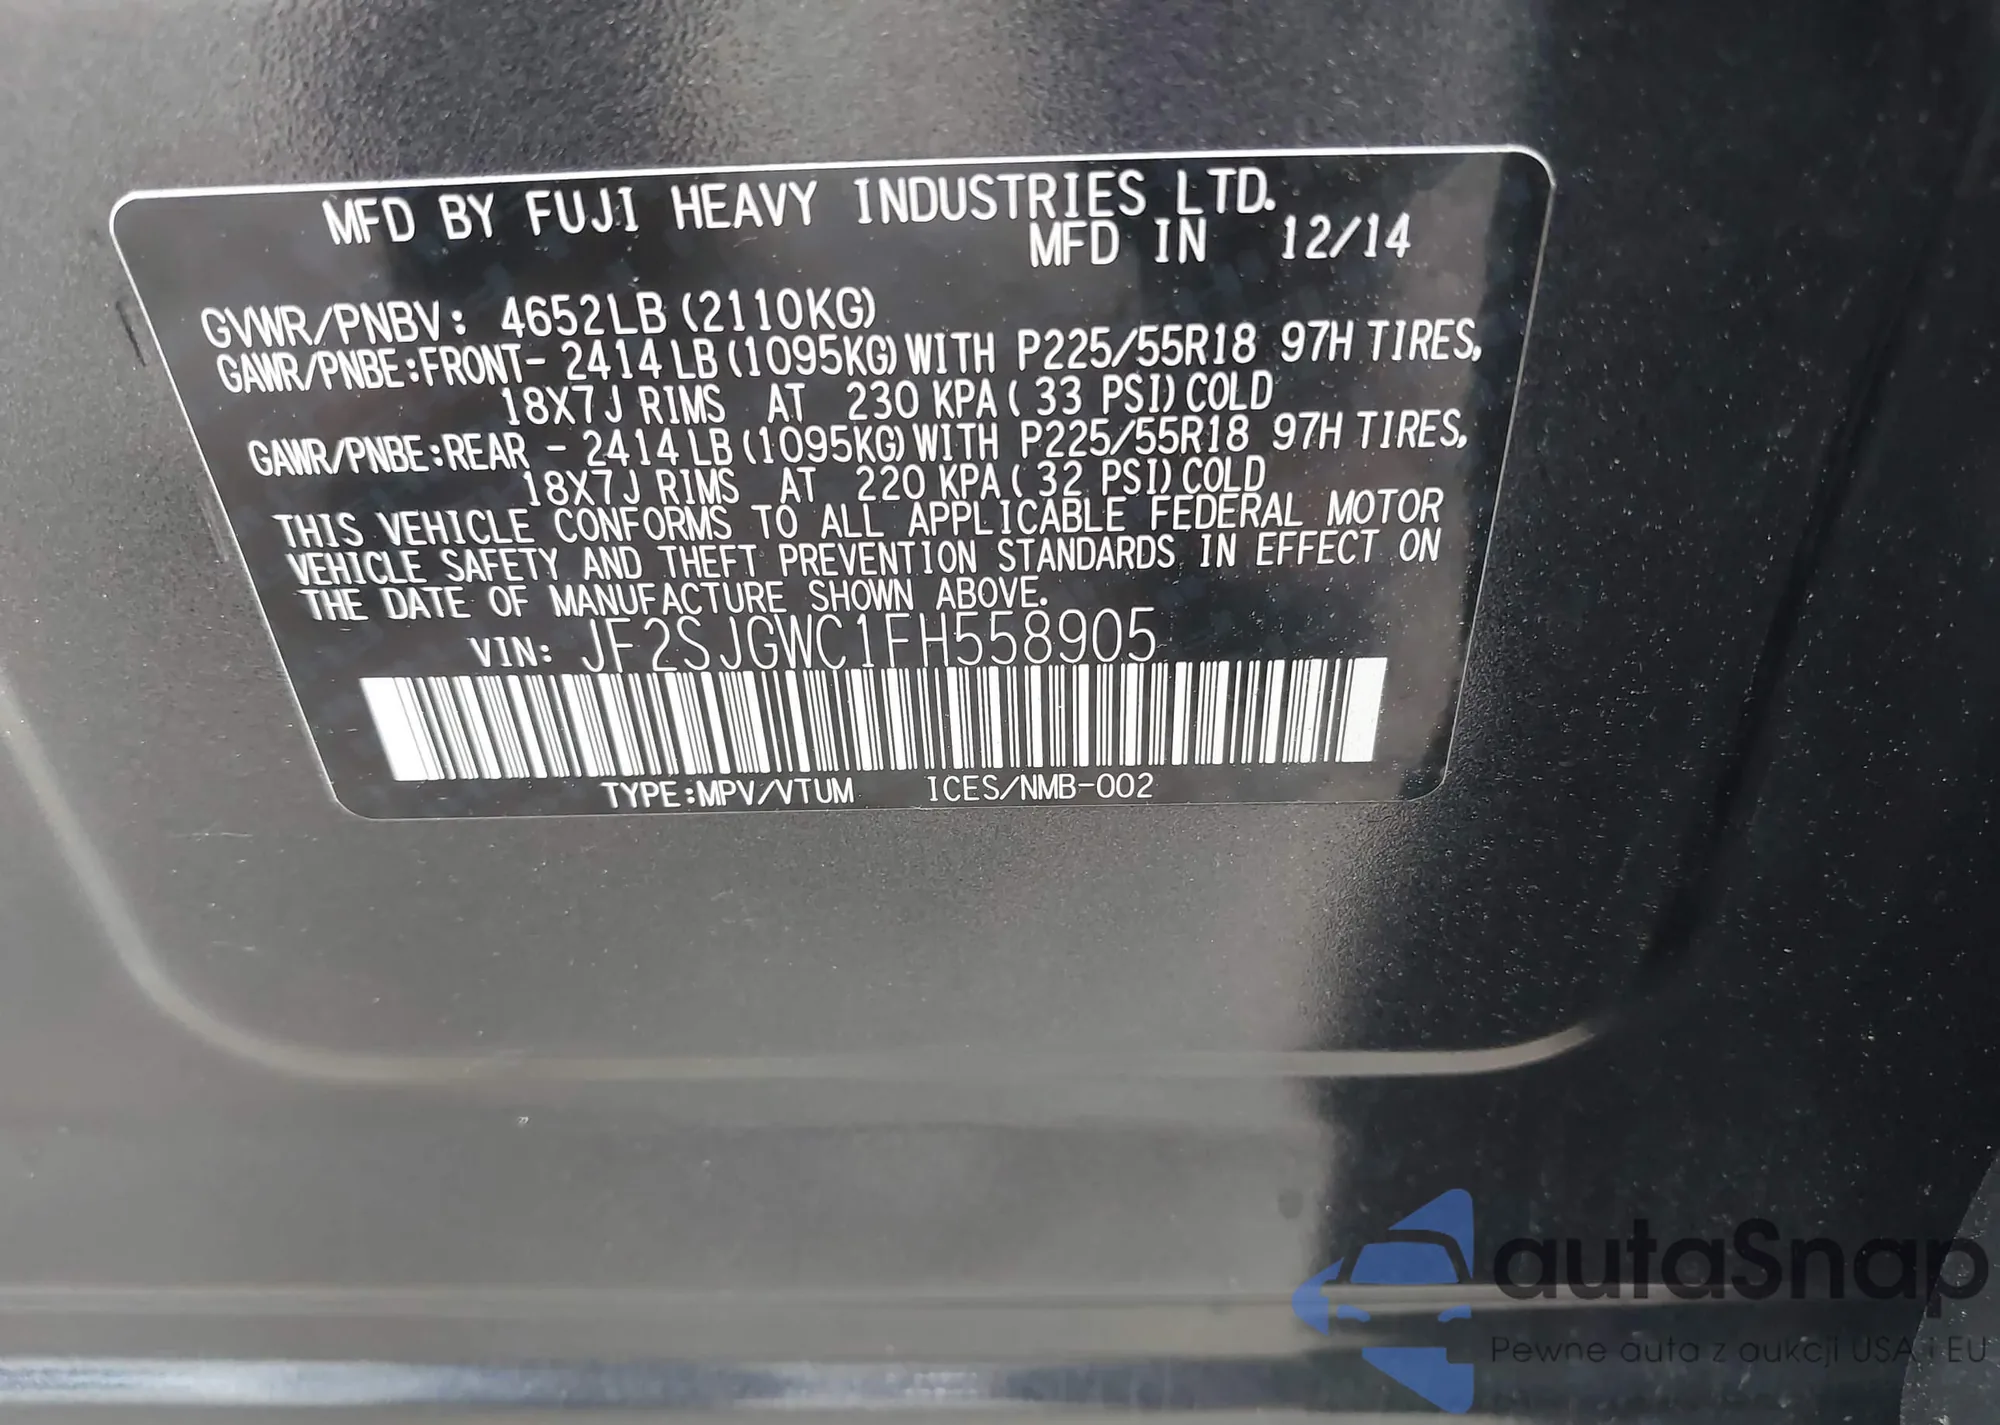 MFD BY FUJI HEAVY INDUSTRIES LTD.
MFD IN 12/14
GVWR/PNBV: 4652LB (2110KG)
GAWR/PNBE:FRONT- 2414 LB (1095KG) WITH P225/55R18 97H TIRES,
18X7J RIMS AT 230 KPA ( 33 PSI) COLD
GAWR/PNBE:REAR - 2414 LB (1095KG) WITH P225/55R18 97H TIRES,
18X7J RIMS AT 220 KPA ( 32 PSI) COLD
THIS VEHICLE CONFORMS TO ALL APPLICABLE FEDERAL MOTOR
VEHICLE SAFETY AND THEFT PREVENTION STANDARDS IN EFFECT ON
THE DATE OF MANUFACTURE SHOWN ABOVE.
VIN: JF2SJGWC1FH558905
TYPE:MPV/VTUM ICES/NMB-002
autaSnap
Pewne auta z aukcji USA i EU